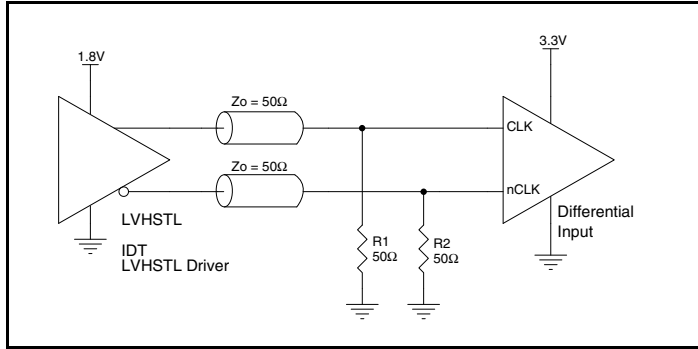 1.8V
3.3V
Zo = 50Ω
CLK
Zo = 50Ω
nCLK
LVHSTL
IDT
LVHSTL Driver
R1
50Ω
R2
50Ω
Differential
Input